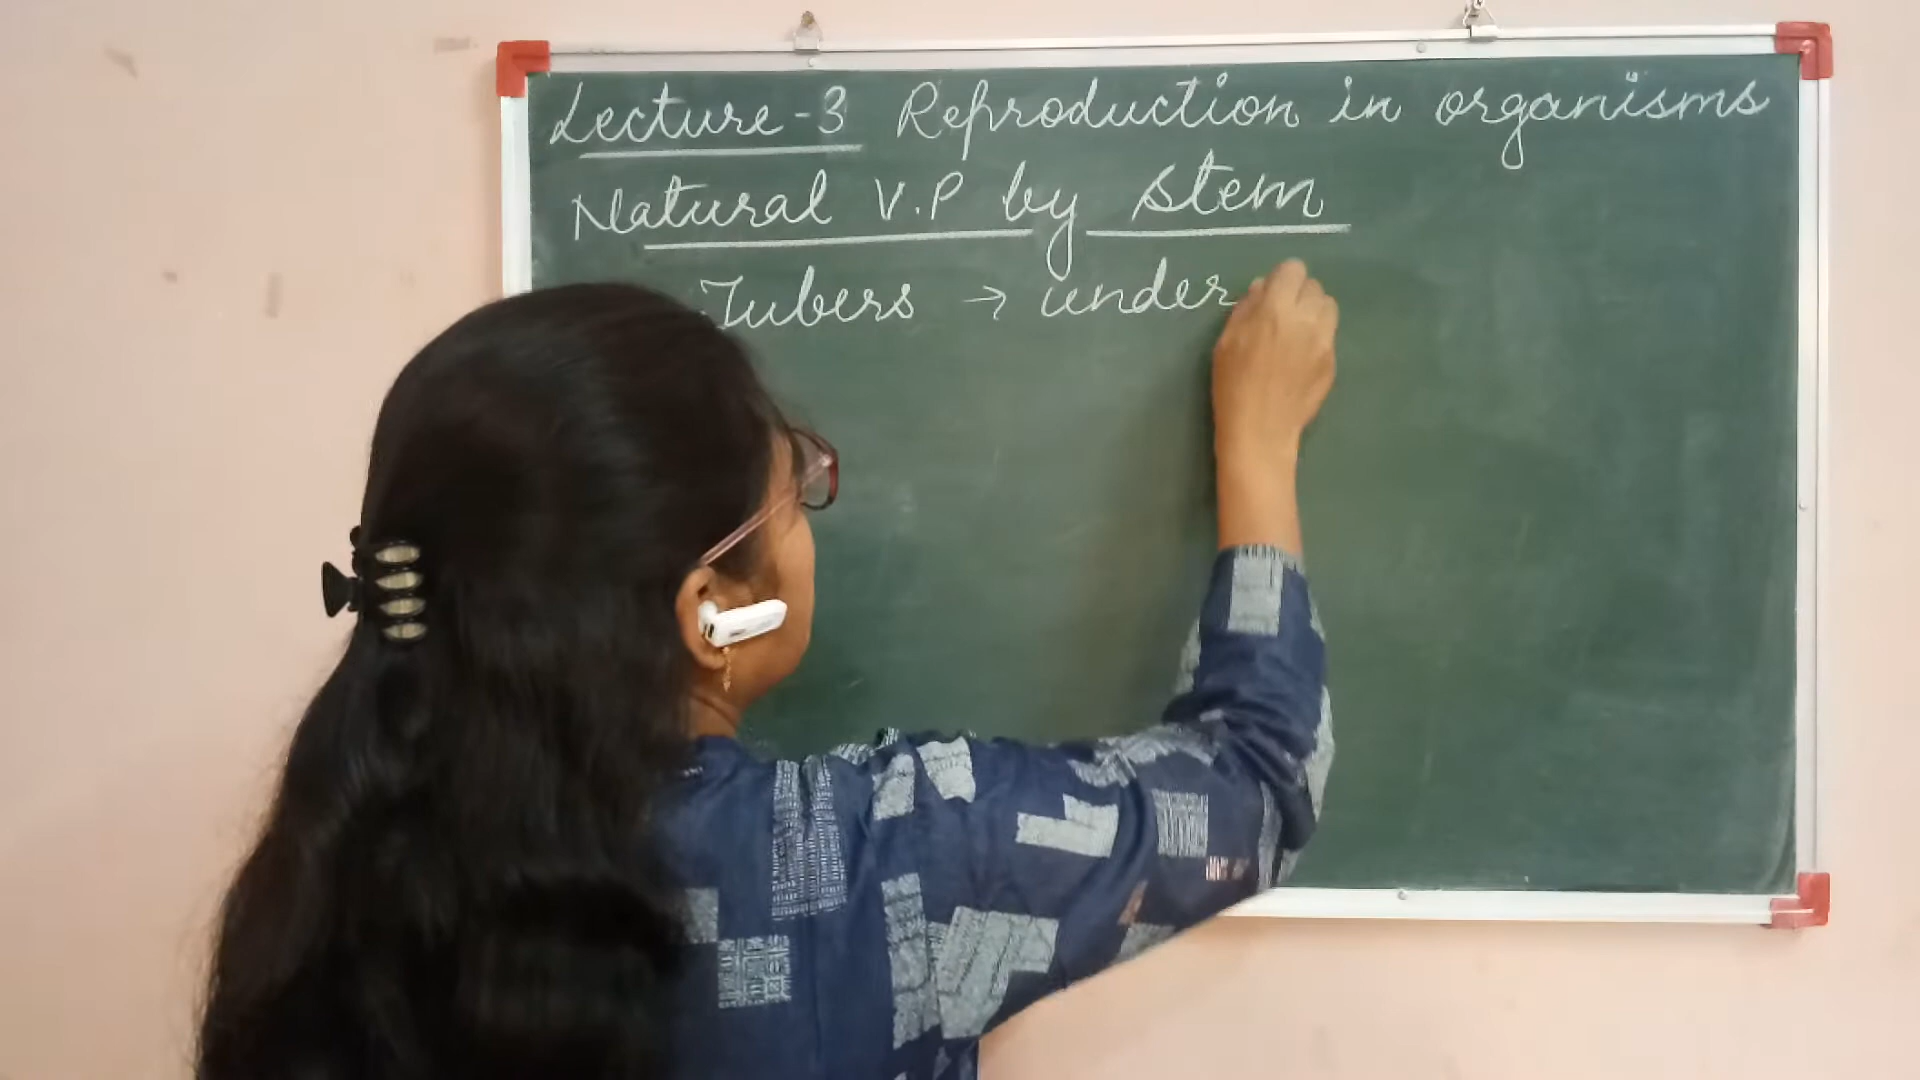 Lecture-3 Reproduction in organisms
Natural V.P by stem
Tubers → under